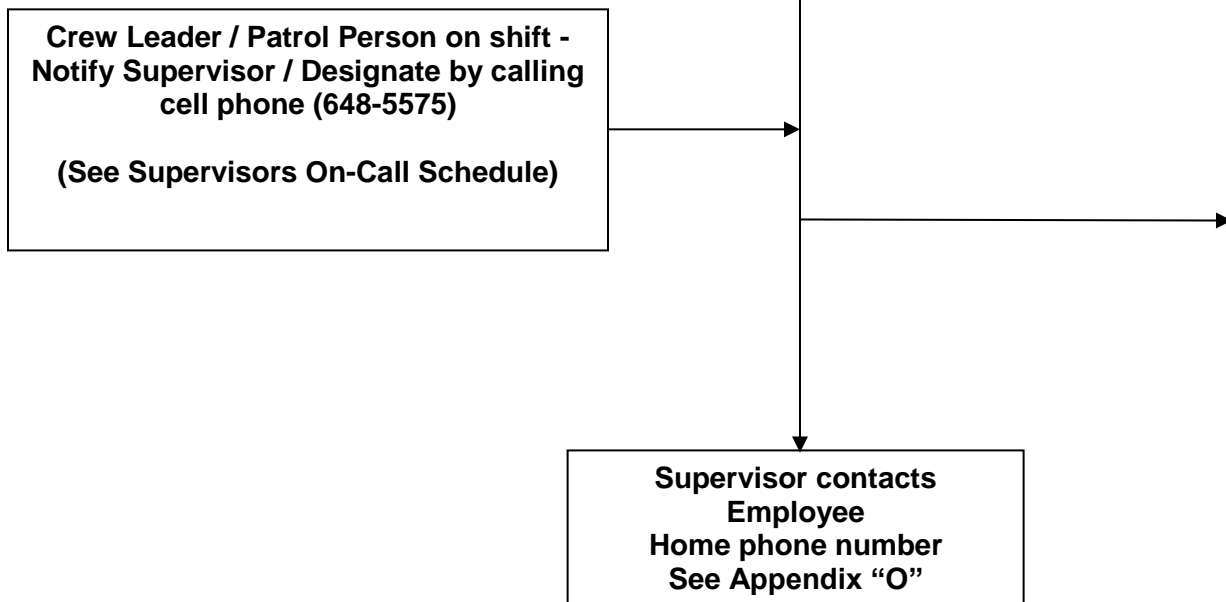 Crew Leader / Patrol Person on shift -
Notify Supervisor / Designate by calling
cell phone (648-5575)
(See Supervisors On-Call Schedule)
Supervisor contacts
Employee
Home phone number
See Appendix “O”